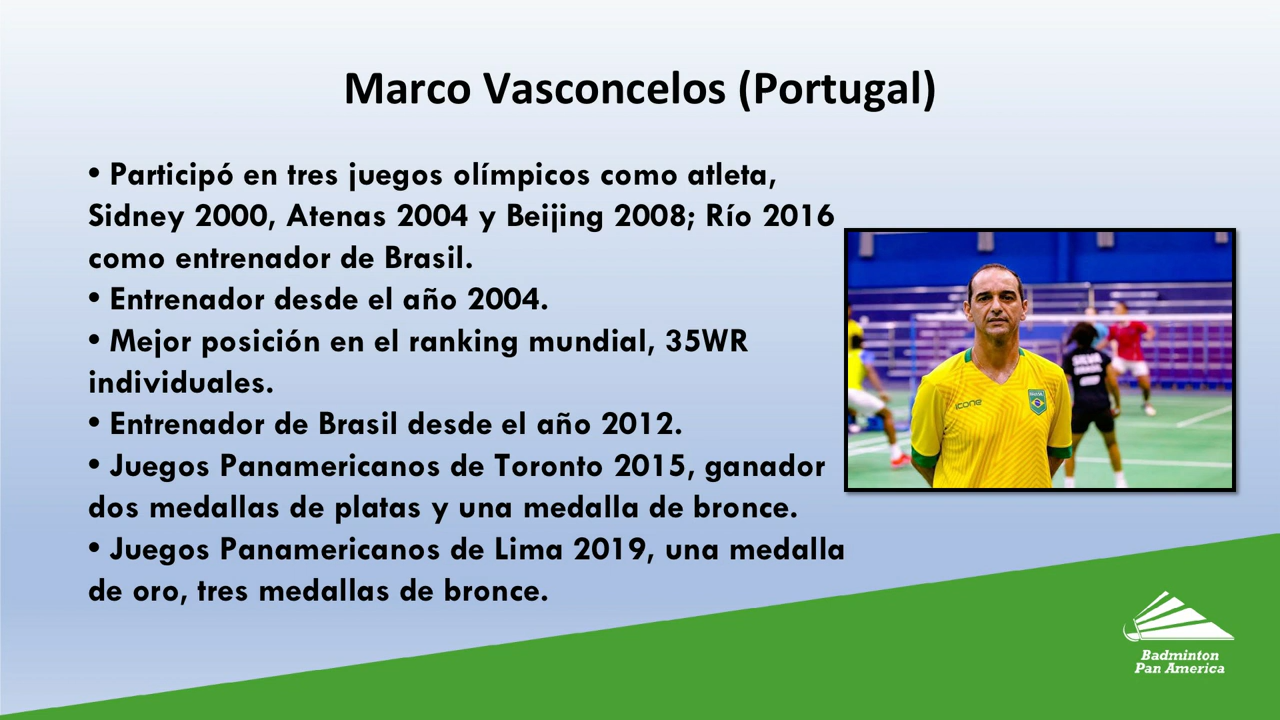 Marco Vasconcelos (Portugal)
• Participó en tres juegos olímpicos como atleta,
Sidney 2000, Atenas 2004 y Beijing 2008; Río 2016
como entrenador de Brasil.
• Entrenador desde el año 2004.
• Mejor posición en el ranking mundial, 35WR
individuales.
• Entrenador de Brasil desde el año 2012.
• Juegos Panamericanos de Toronto 2015, ganador
dos medallas de platas y una medalla de bronce.
• Juegos Panamericanos de Lima 2019, una medalla
de oro, tres medallas de bronce.
icone
SILVA
BRASIL
Badminton
Pan America